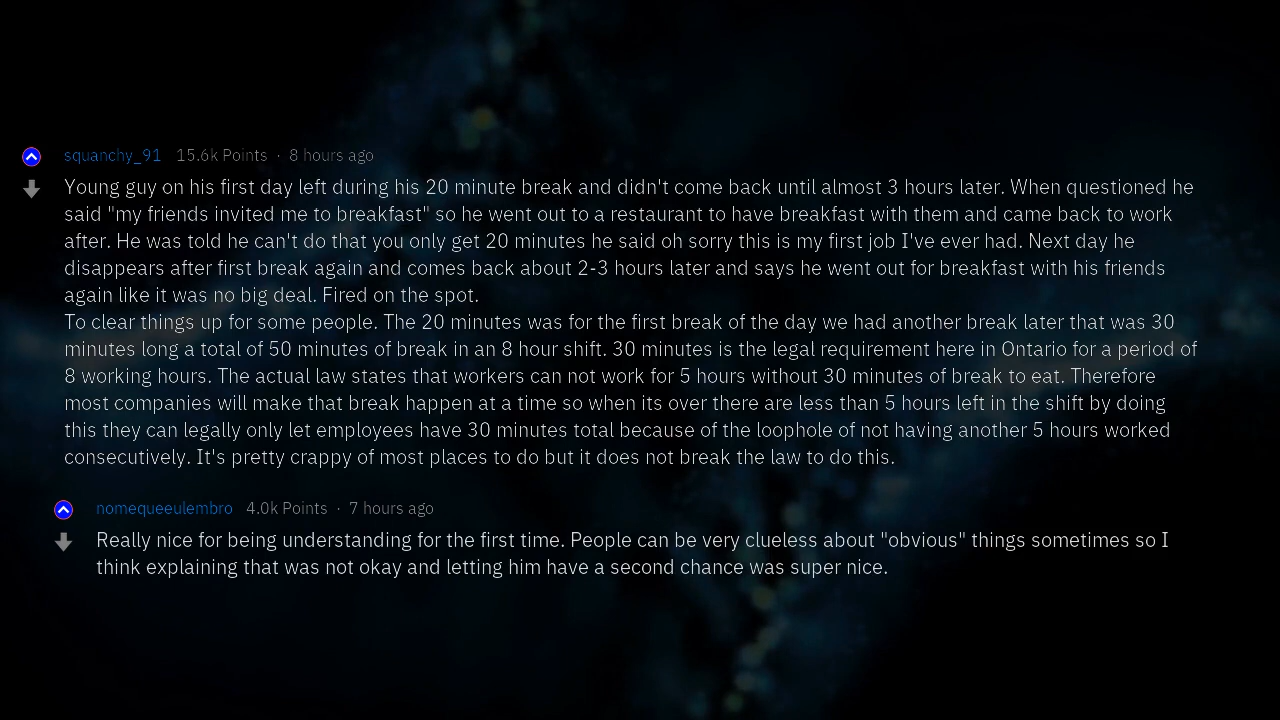 squanchy_91 15.6k Points · 8 hours ago
Young guy on his first day left during his 20 minute break and didn't come back until almost 3 hours later. When questioned he
said "my friends invited me to breakfast" so he went out to a restaurant to have breakfast with them and came back to work
after. He was told he can't do that you only get 20 minutes he said oh sorry this is my first job I've ever had. Next day he
disappears after first break again and comes back about 2-3 hours later and says he went out for breakfast with his friends
again like it was no big deal. Fired on the spot.
To clear things up for some people. The 20 minutes was for the first break of the day we had another break later that was 30
minutes long a total of 50 minutes of break in an 8 hour shift. 30 minutes is the legal requirement here in Ontario for a period of
8 working hours. The actual law states that workers can not work for 5 hours without 30 minutes of break to eat. Therefore
most companies will make that break happen at a time so when its over there are less than 5 hours left in the shift by doing
this they can legally only let employees have 30 minutes total because of the loophole of not having another 5 hours worked
consecutively. It's pretty crappy of most places to do but it does not break the law to do this.
nomequeeulembro 4.0k Points · 7 hours ago
Really nice for being understanding for the first time. People can be very clueless about "obvious" things sometimes so I
think explaining that was not okay and letting him have a second chance was super nice.